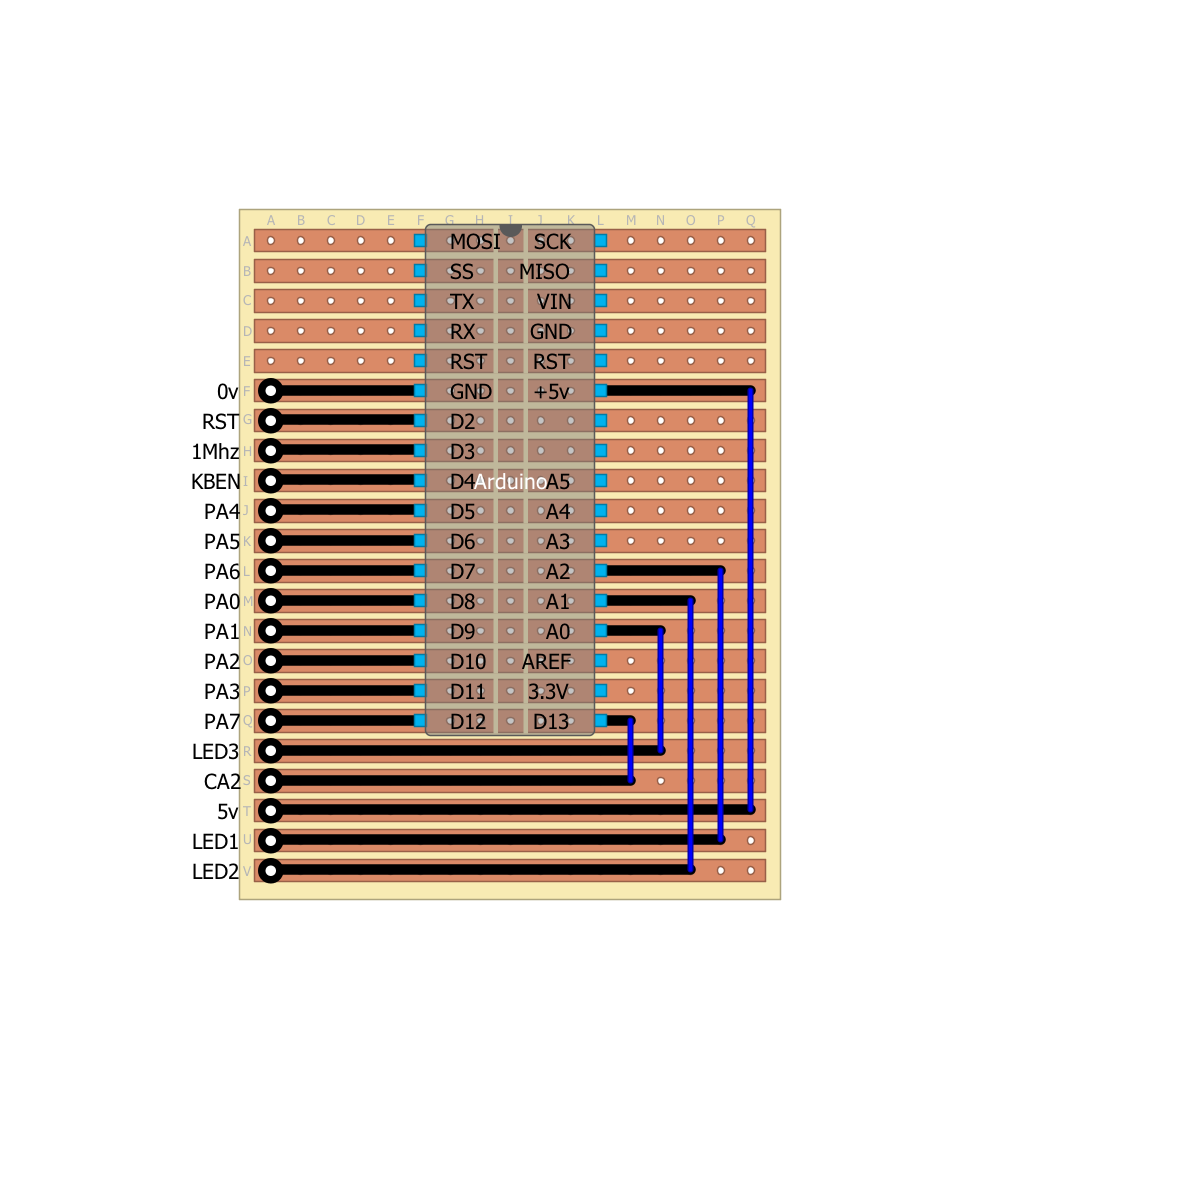 A B C D E F G H I J K L M N O P Q
A MOSI SCK
B SS MISO
C TX VIN
D RX GND
E RST RST
0v F GND +5v
RST G D2
1Mhz H D3
KBEN I D4 Arduino A5
PA4 J D5 A4
PA5 K D6 A3
PA6 L D7 A2
PA0 M D8 A1
PA1 N D9 A0
PA2 O D10 AREF
PA3 P D11 3.3V
PA7 Q D12 D13
LED3 R
CA2 S
5v T
LED1 U
LED2 V